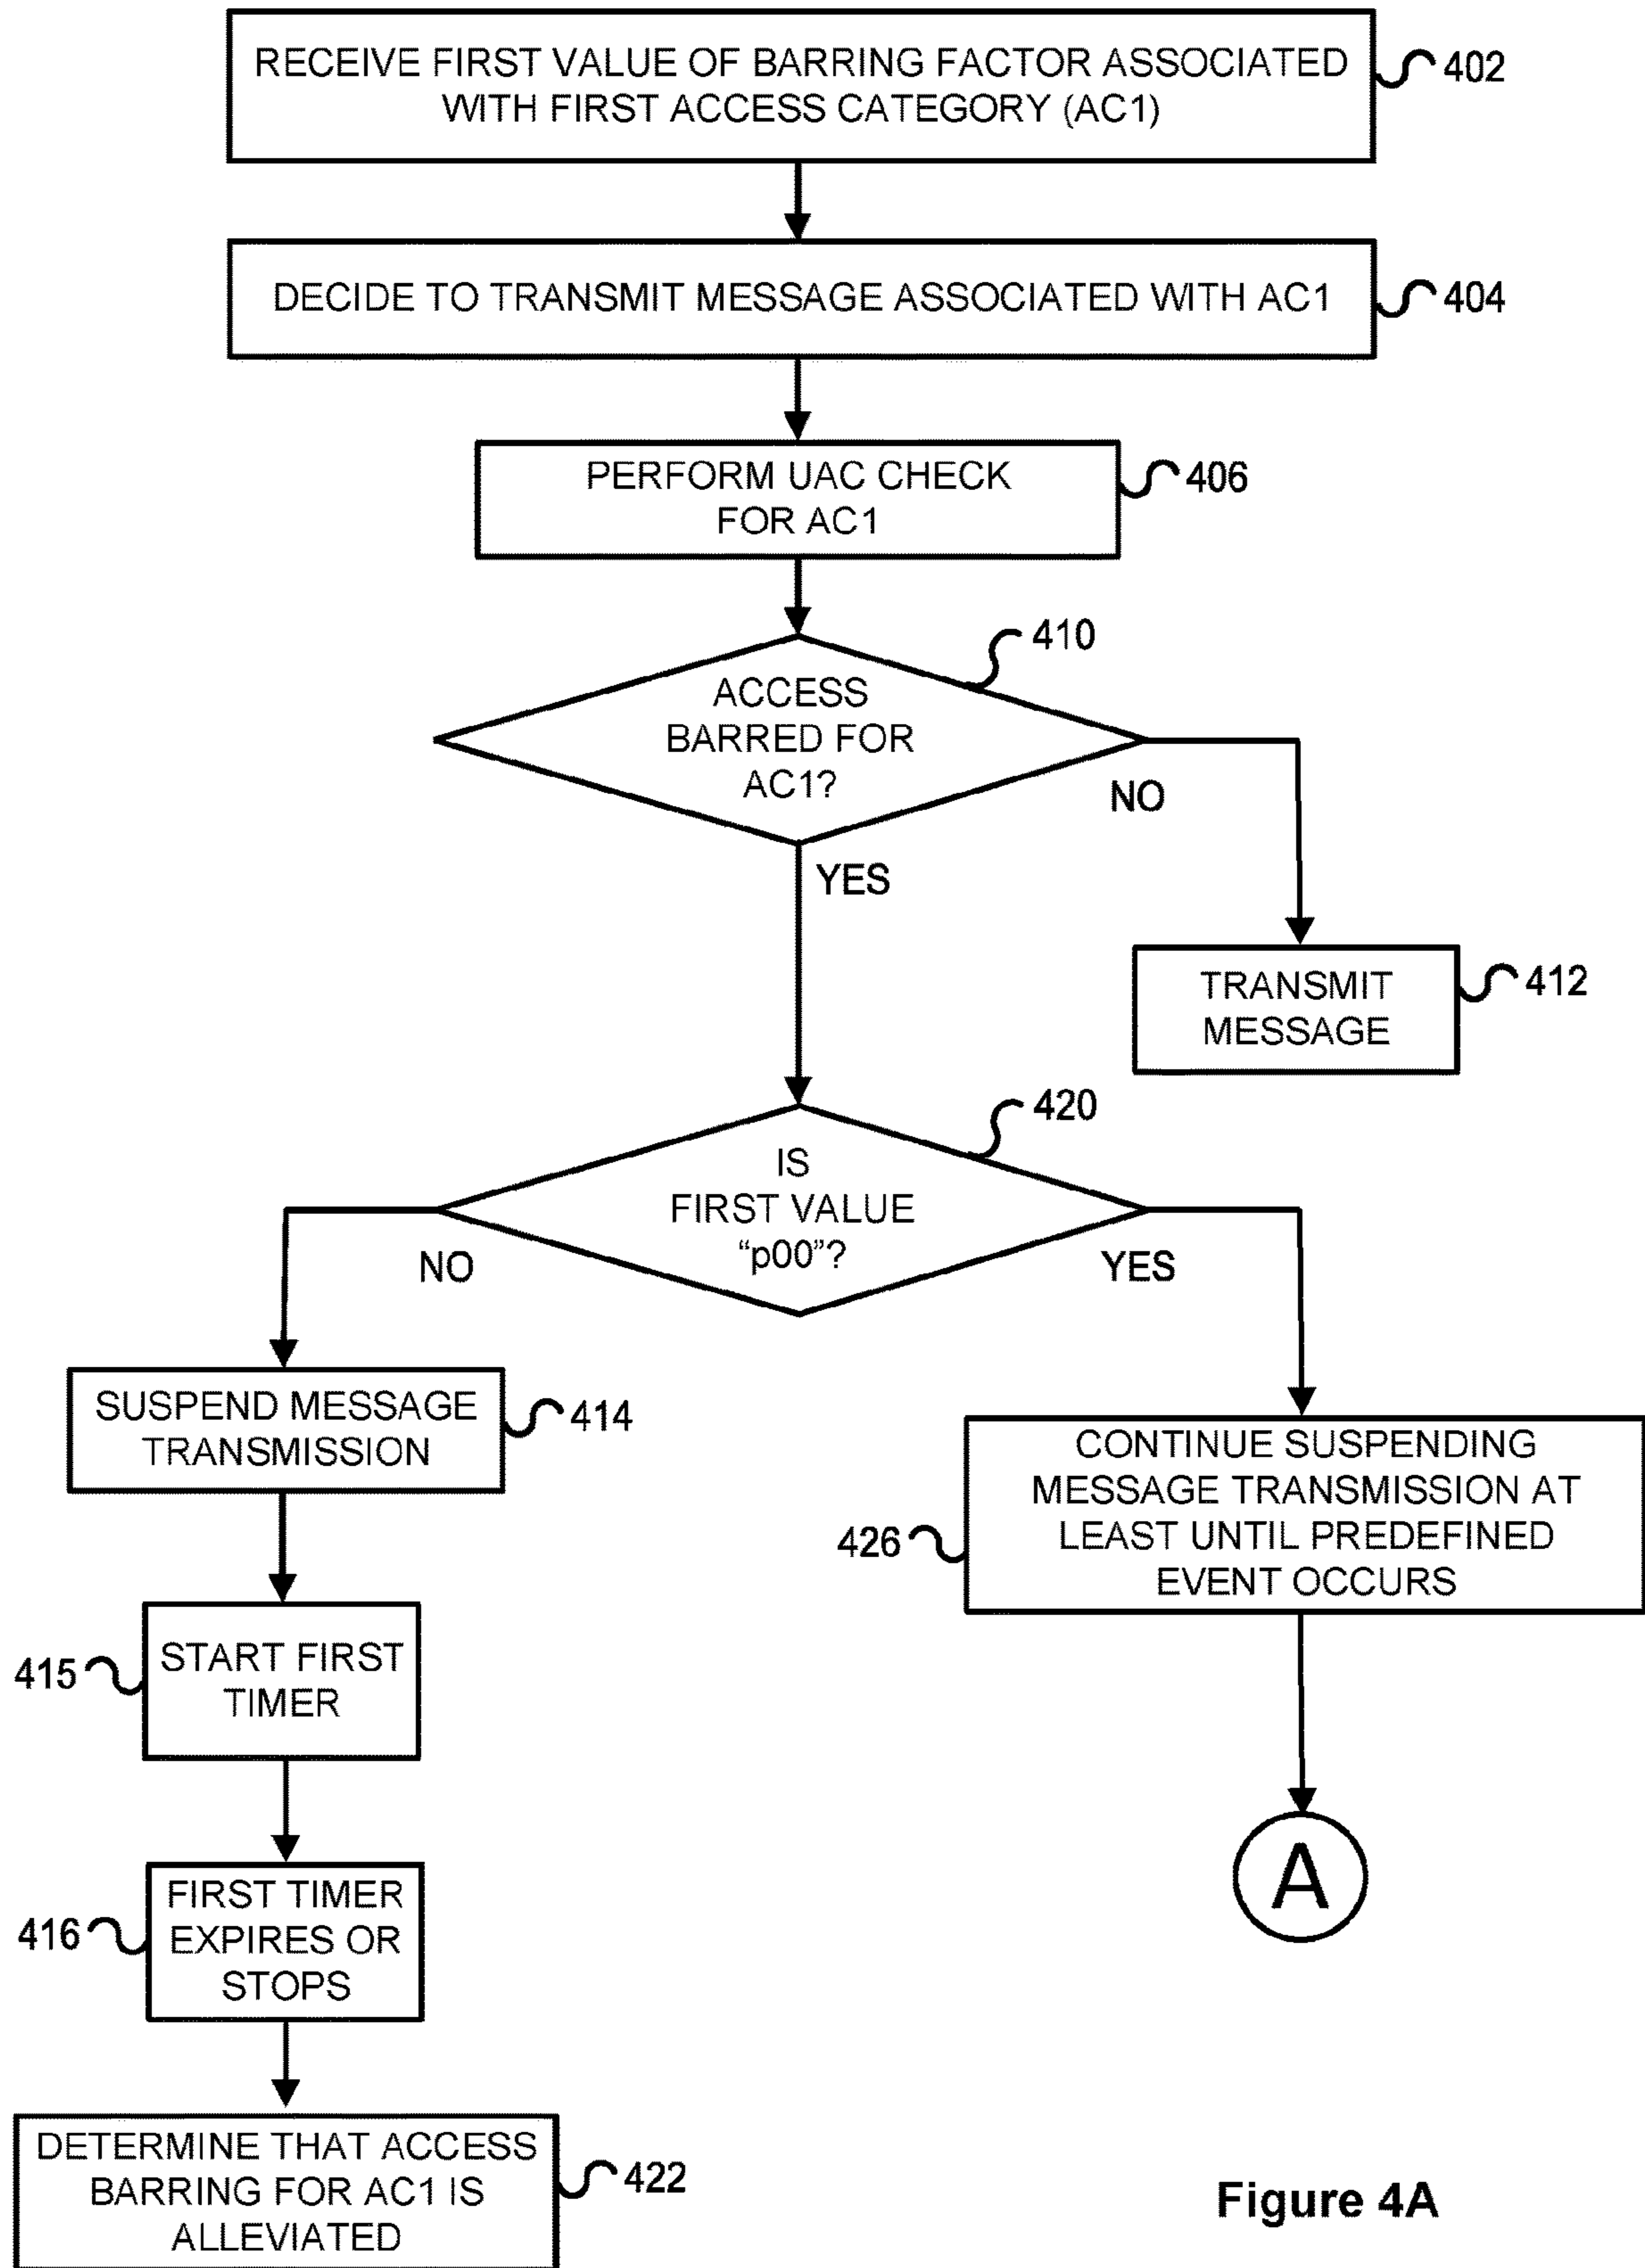 RECEIVE FIRST VALUE OF BARRING FACTOR ASSOCIATED
WITH FIRST ACCESS CATEGORY (AC1)
402
DECIDE TO TRANSMIT MESSAGE ASSOCIATED WITH AC1
404
PERFORM UAC CHECK
FOR AC1
406
410
ACCESS
BARRED FOR
AC1?
NO
YES
TRANSMIT
MESSAGE
412
420
IS
FIRST VALUE
“p00”?
NO
YES
SUSPEND MESSAGE
TRANSMISSION
414
CONTINUE SUSPENDING
MESSAGE TRANSMISSION AT
LEAST UNTIL PREDEFINED
EVENT OCCURS
426
START FIRST
TIMER
415
A
FIRST TIMER
EXPIRES OR
STOPS
416
DETERMINE THAT ACCESS
BARRING FOR AC1 IS
ALLEVIATED
422
Figure 4A